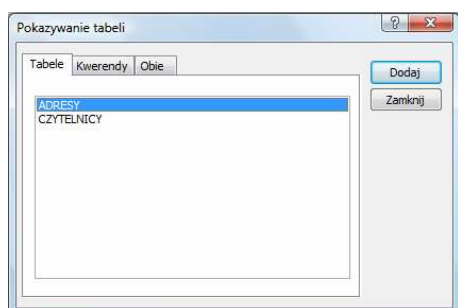 Pokazywanie tabeli
?
X
Tabele Kwerendy Obie
Dodaj
ADRESY
Zamknij
CZYTELNICY